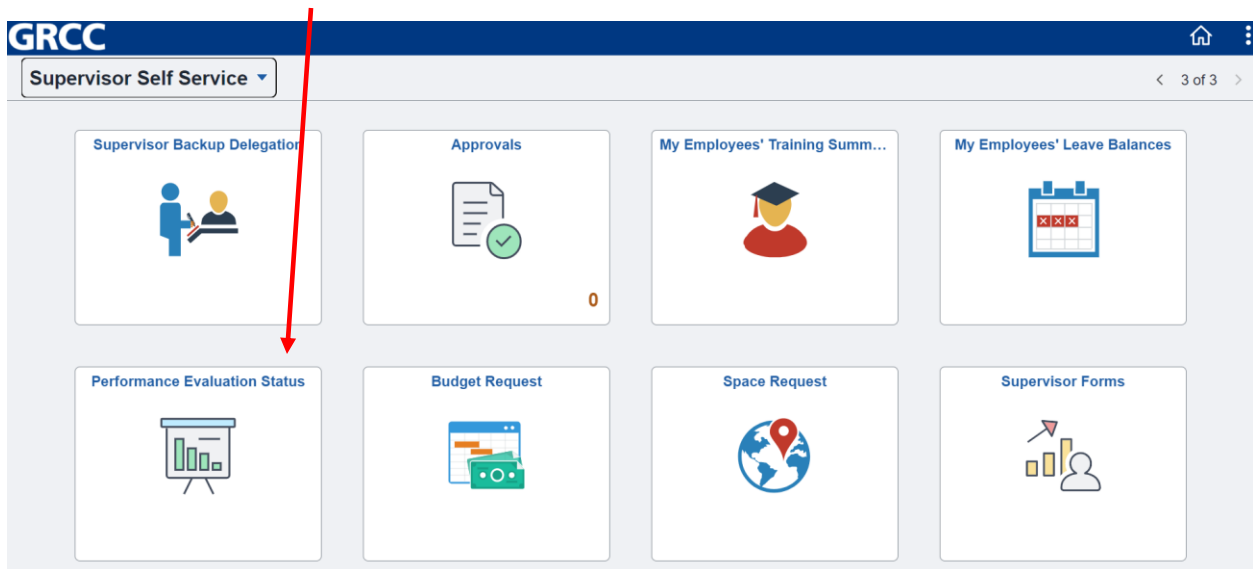 GRCC
Supervisor Self Service
3 of 3
Supervisor Backup Delegation
Approvals
My Employees' Training Summ...
My Employees' Leave Balances
0
Performance Evaluation Status
Budget Request
Space Request
Supervisor Forms